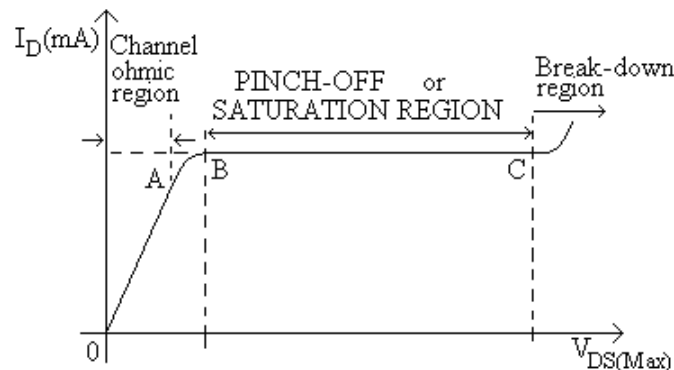 I_D(mA)
Channel
ohmic
region
PINCH-OFF or
SATURATION REGION
Break-down
region
A
B
C
0
V_DS(Max)